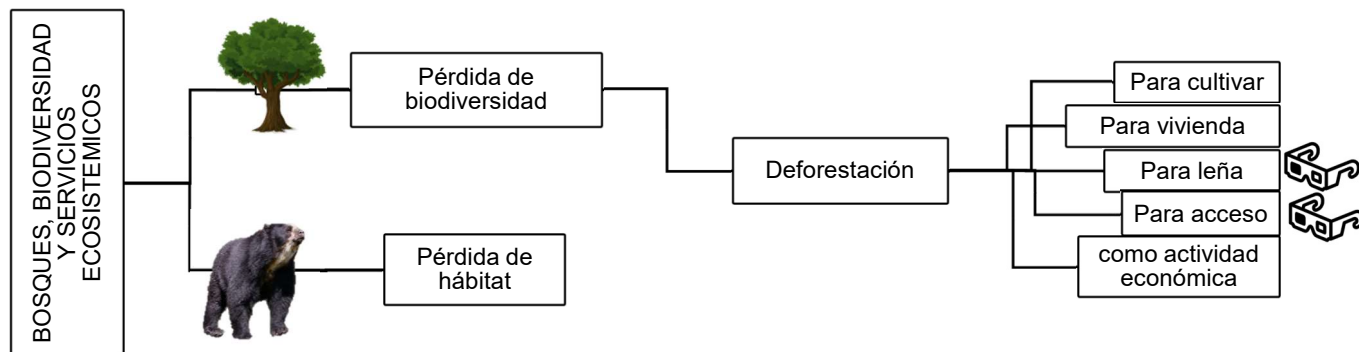 BOSQUES, BIODIVERSIDAD
Y SERVICIOS
ECOSISTEMICOS
Pérdida de
biodiversidad
Pérdida de
hábitat
Deforestación
Para cultivar
Para vivienda
Para leña
Para acceso
como actividad
económica